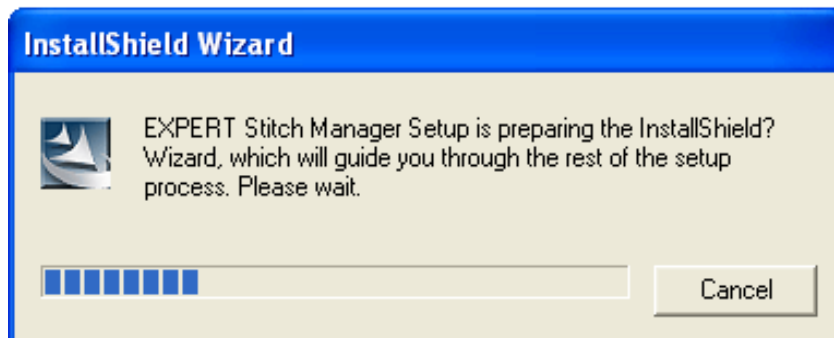 InstallShield Wizard
EXPERT Stitch Manager Setup is preparing the InstallShield?
Wizard, which will guide you through the rest of the setup
process. Please wait.
Cancel